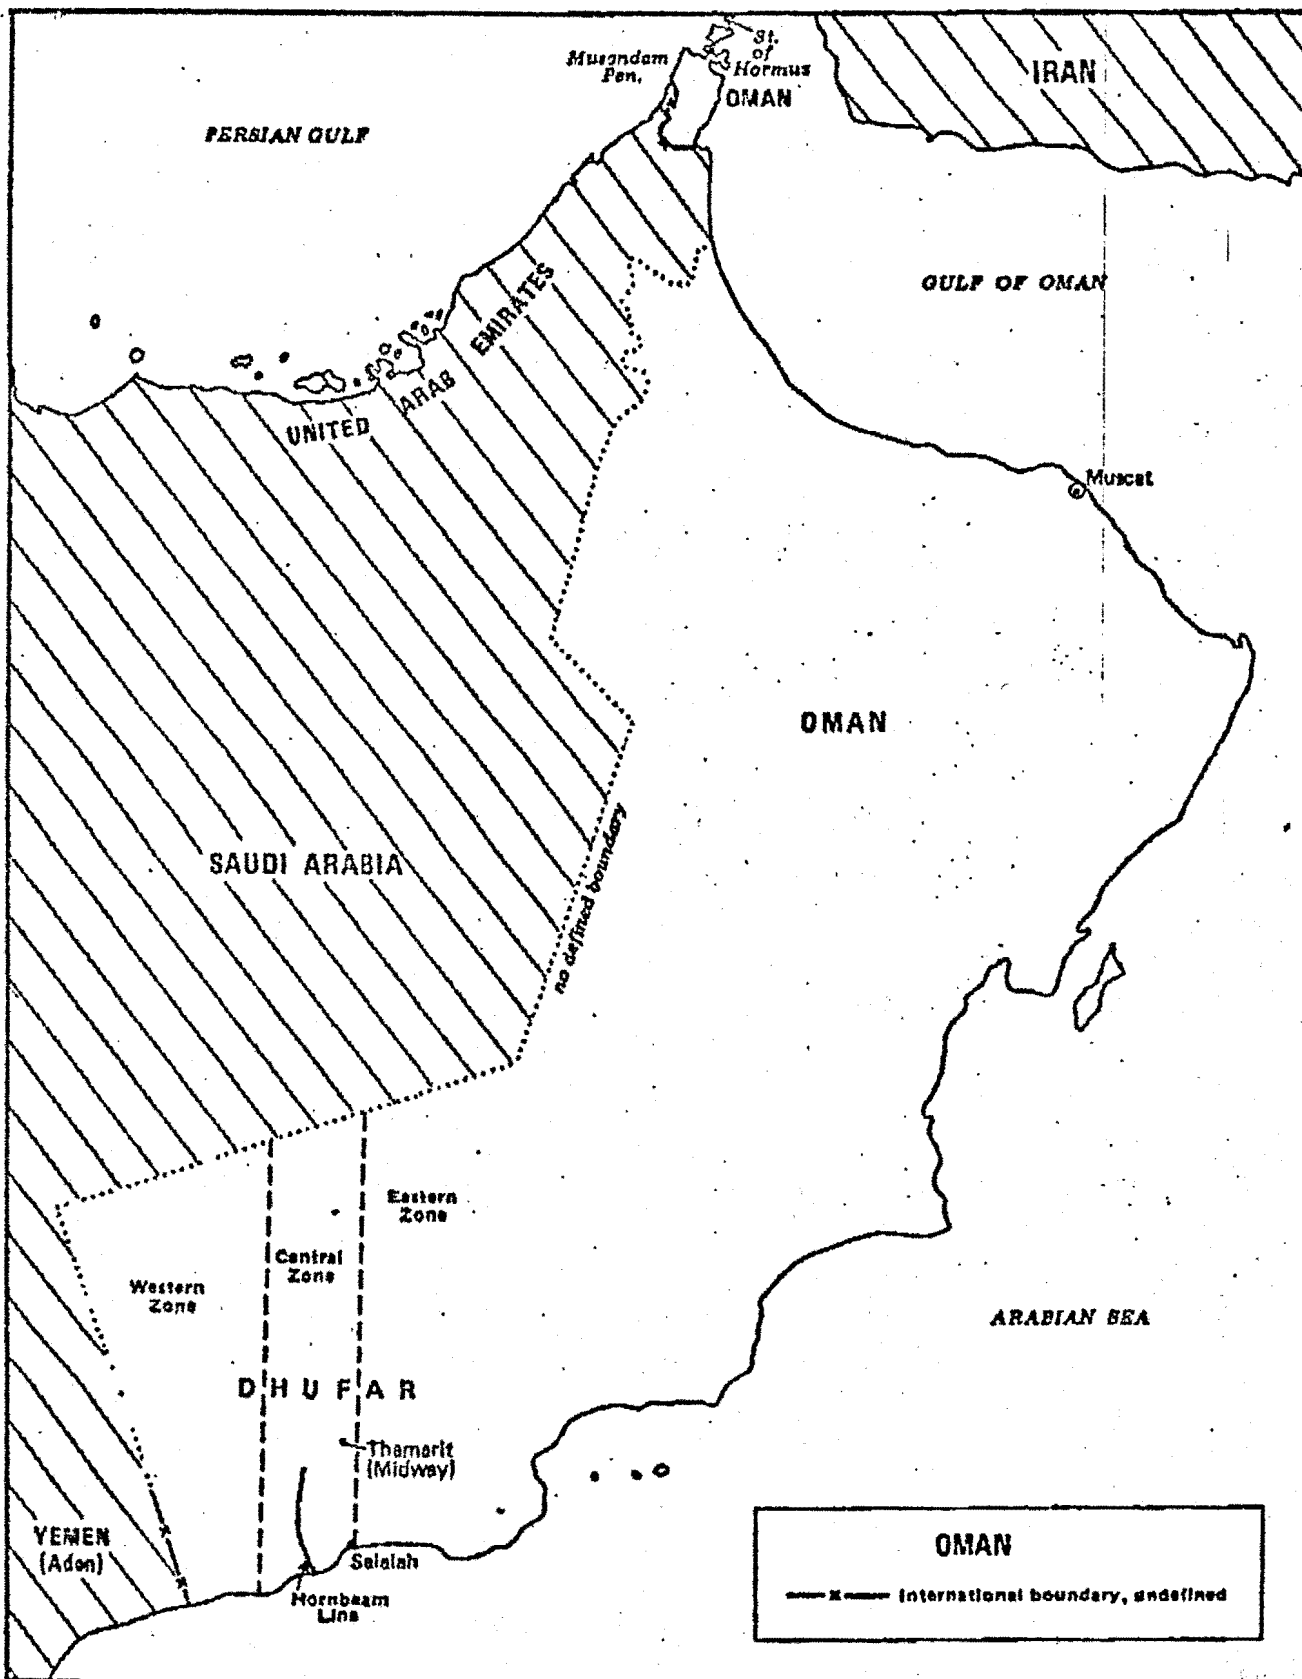 St.
of
Hormus
Musandam
Pen.
OMAN
IRAN
PERSIAN GULF
GULF OF OMAN
UNITED ARAB EMIRATES
Muscat
OMAN
SAUDI ARABIA
no defined boundary
Eastern
Zone
Central
Zone
Western
Zone
ARABIAN SEA
DHUFAR
Thamarit
(Midway)
YEMEN
(Aden)
Salalah
Hornbeam
Line
OMAN
International boundary, undefined